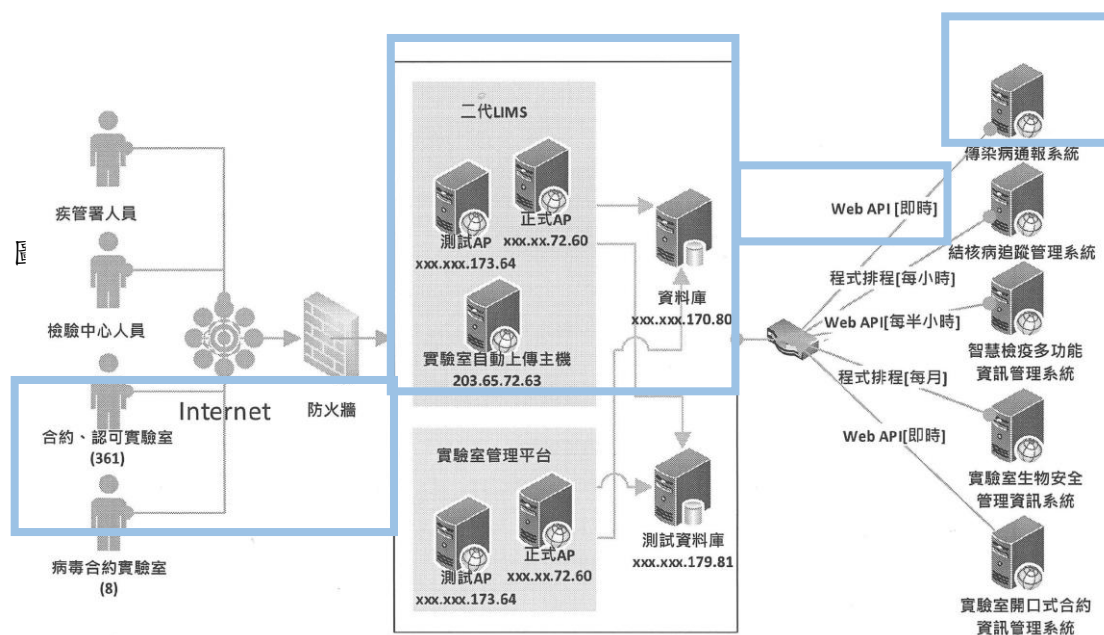 疾管署人員
圖
檢驗中心人員
合約、認可實驗室
(361)
病毒合約實驗室
(8)
Internet
防火牆
二代LIMS
正式AP
xxx.xx.72.60
測試AP
xxx.xxx.173.64
實驗室自動上傳主機
203.65.72.63
實驗室管理平台
正式AP
xxx.xx.72.60
測試AP
xxx.xxx.173.64
資料庫
xxx.xxx.170.80
測試資料庫
xxx.xxx.179.81
Web API [即時]
程式排程[每小時]
Web API[每半小時]
程式排程[每月]
Web API[即時]
傳染病通報系統
結核病追蹤管理系統
智慧檢疫多功能
資訊管理系統
實驗室生物安全
管理資訊系統
實驗室開口式合約
資訊管理系統